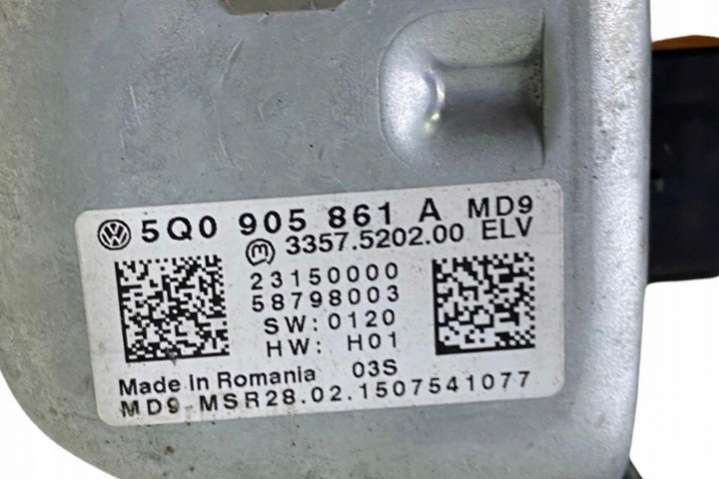 5Q0 905 861 A MD9
3357.5202.00 ELV
23150000
58798003
SW:0120
HW: H01
Made in Romania 03S
MD9-MSR28.02.1507541077